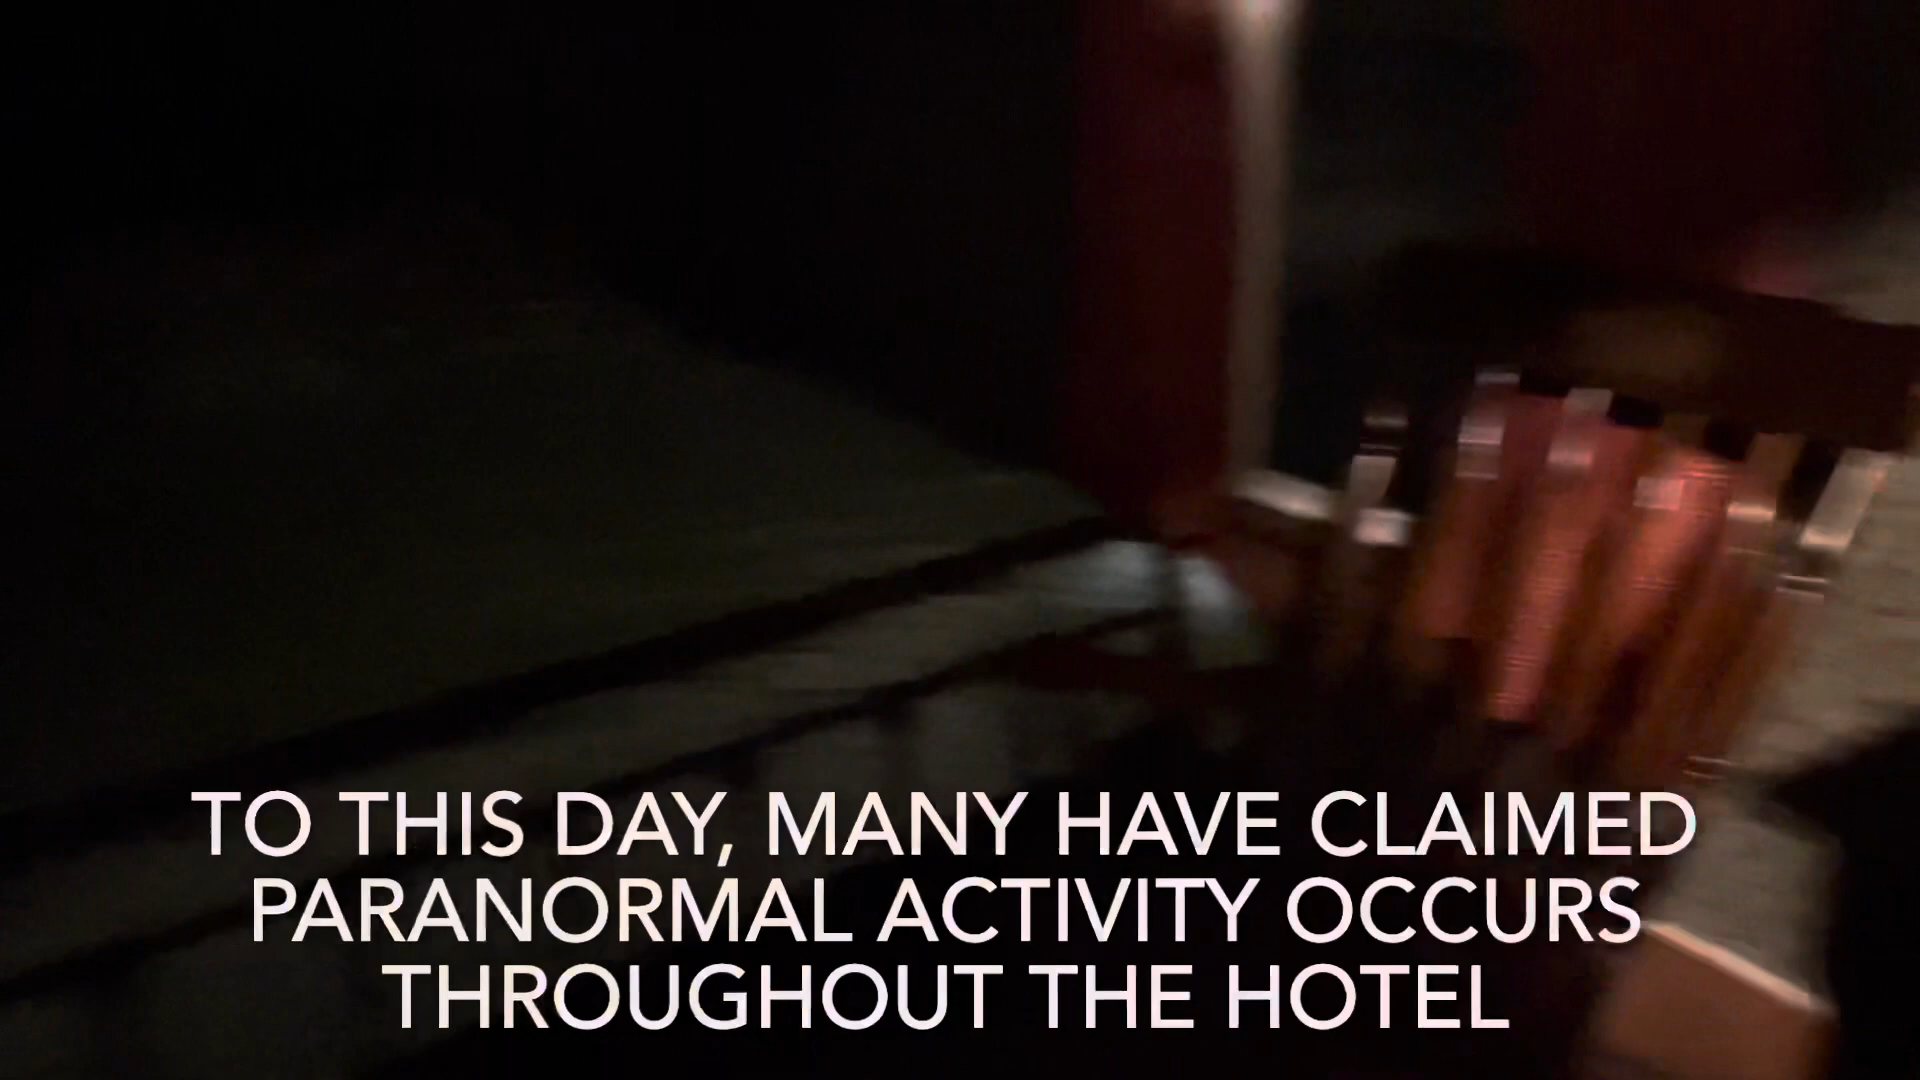 TO THIS DAY, MANY HAVE CLAIMED
PARANORMAL ACTIVITY OCCURS
THROUGHOUT THE HOTEL